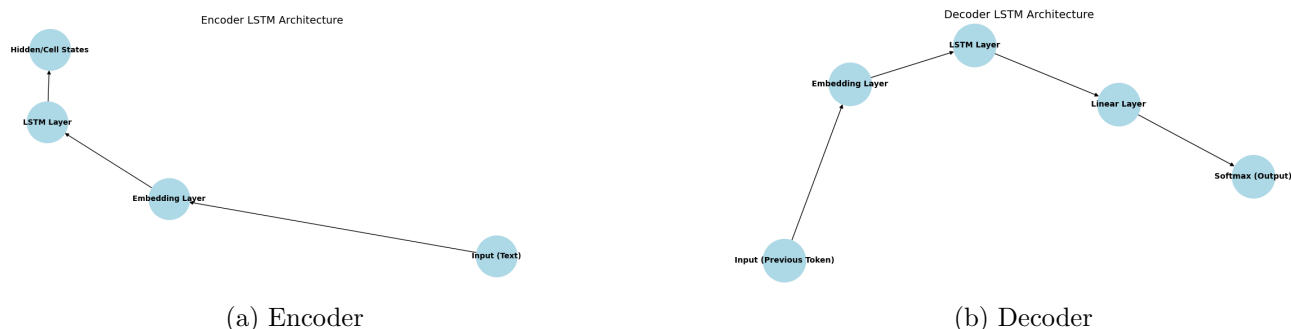 Encoder LSTM Architecture
Hidden/Cell States
LSTM Layer
Embedding Layer
Input (Text)
(a) Encoder
Decoder LSTM Architecture
LSTM Layer
Embedding Layer
Linear Layer
Softmax (Output)
Input (Previous Token)
(b) Decoder